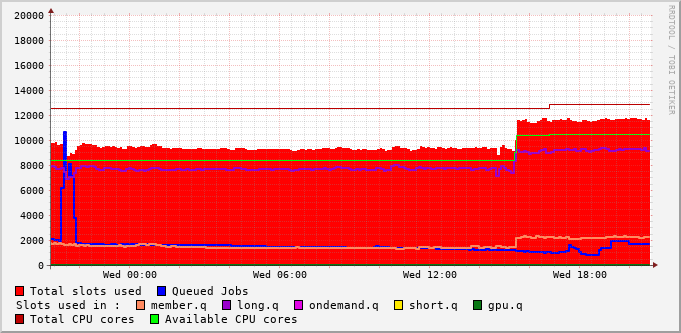 20000
18000
16000
14000
12000
10000
8000
6000
4000
2000
0
Wed 00:00 Wed 06:00 Wed 12:00 Wed 18:00
RRDTOOL / TOBI OETIKER
Total slots used Queued Jobs
Slots used in : member.q long.q ondemand.q short.q gpu.q
Total CPU cores Available CPU cores